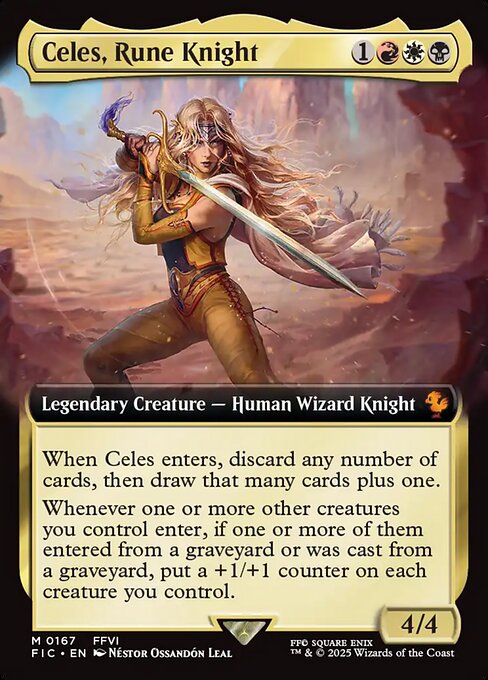 Celes, Rune Knight 1
Legendary Creature — Human Wizard Knight
When Celes enters, discard any number of
cards, then draw that many cards plus one.
Whenever one or more other creatures
you control enter, if one or more of them
entered from a graveyard or was cast from
a graveyard, put a +1/+1 counter on each
creature you control.
4/4
M 0167 FFVI
FIC • EN Néstor Ossandón Leal
FF© SQUARE ENIX
™ & © 2025 Wizards of the Coast